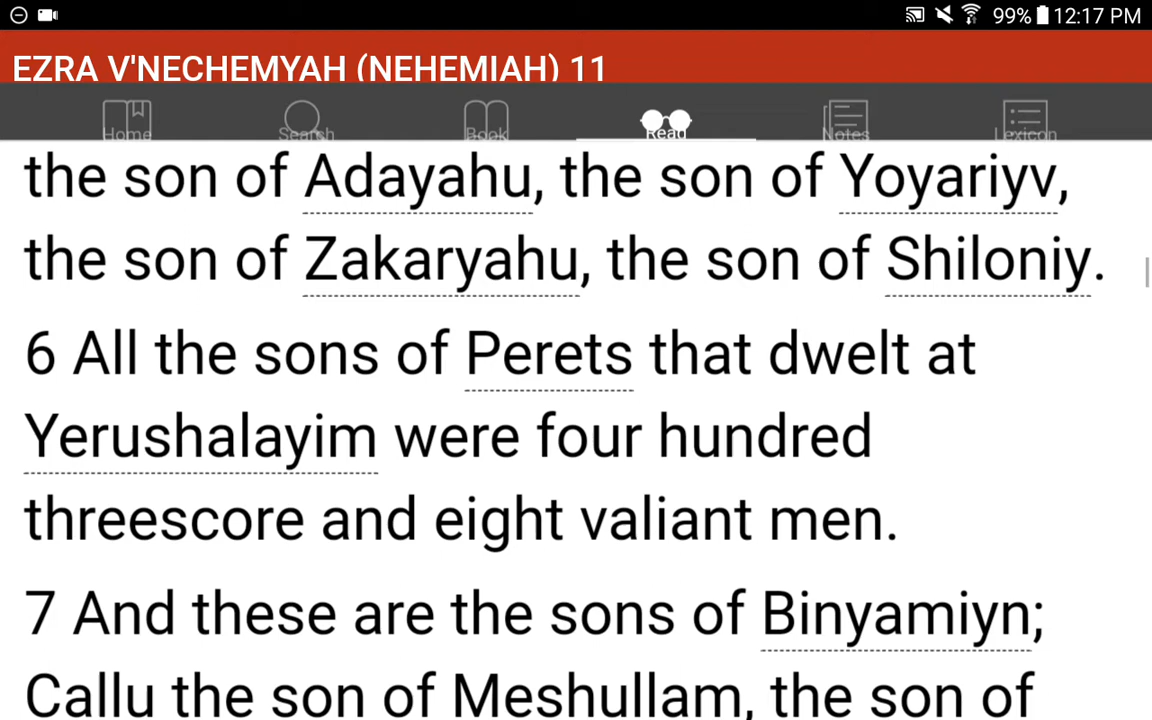 99% 12:17 PM
EZRA V'NECHEMYAH (NEHEMIAH) 11
Home Search Book Read Notes Lexicon
the son of Adayahu, the son of Yoyariyv,
the son of Zakaryahu, the son of Shiloniy.
6 All the sons of Perets that dwelt at
Yerushalayim were four hundred
threescore and eight valiant men.
7 And these are the sons of Binyamiyn;
Callu the son of Meshullam, the son of